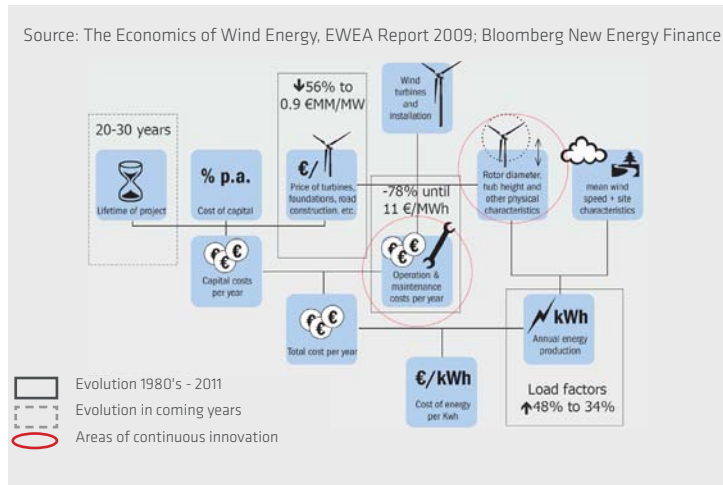 Source: The Economics of Wind Energy, EWEA Report 2009; Bloomberg New Energy Finance
↓56% to
0.9 €MM/MW
Wind
turbines
and
installation
20-30 years
Lifetime of project
% p.a.
Cost of capital
€/
Price of turbines,
foundations, road
construction, etc.
-78% until
11 €/MWh
Rotor diameter,
hub height and
other physical
characteristics
mean wind
speed + site
characteristics
€ € €
Capital costs
per year
€ € €
Operation &
maintenance
costs per year
€ € €
Total cost per year
kWh
Annual energy
production
€/kWh
Cost of energy
per Kwh
Load factors
↑48% to 34%
Evolution 1980's - 2011
Evolution in coming years
Areas of continuous innovation